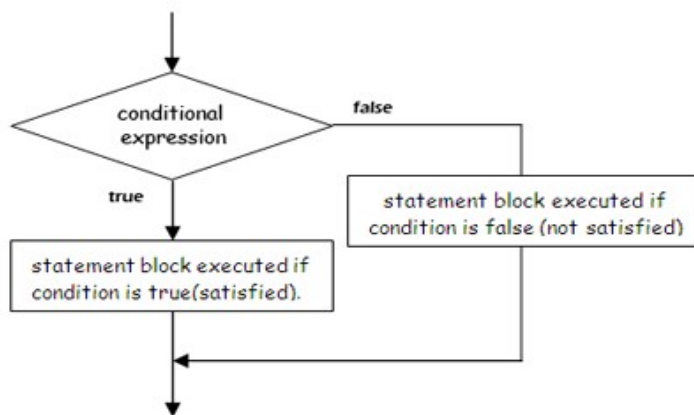 conditional
expression
false
true
statement block executed if
condition is false (not satisfied)
statement block executed if
condition is true(satisfied).